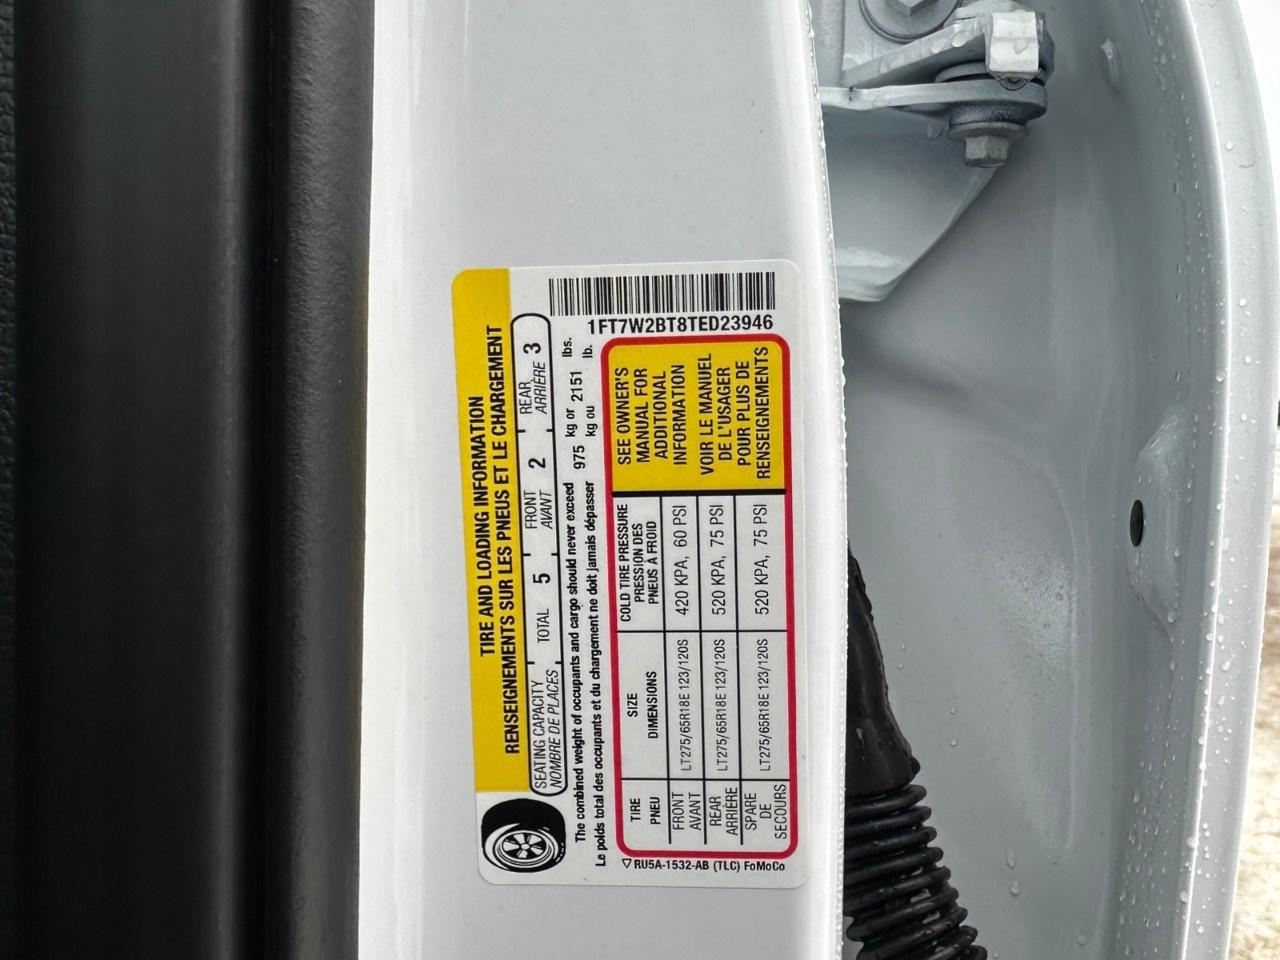 TIRE AND LOADING INFORMATION
RENSEIGNEMENTS SUR LES PNEUS ET LE CHARGEMENT
SEATING CAPACITY TOTAL 5 FRONT 2 REAR 3
NOMBRE DE PLACES AVANT ARRIÈRE
The combined weight of occupants and cargo should never exceed 975 kg or 2151 lbs.
Le poids total des occupants et du chargement ne doit jamais dépasser kg ou lb.
1FT7W2BT8TED23946
TIRE SIZE COLD TIRE PRESSURE
PNEU DIMENSIONS PRESSION DES
PNEUS À FROID
FRONT LT275/65R18E 123/120S 420 KPA, 60 PSI
AVANT
REAR LT275/65R18E 123/120S 520 KPA, 75 PSI
ARRIÈRE
SPARE LT275/65R18E 123/120S 520 KPA, 75 PSI
DE
SECOURS
SEE OWNER'S
MANUAL FOR
ADDITIONAL
INFORMATION
VOIR LE MANUEL
DE L'USAGER
POUR PLUS DE
RENSEIGNEMENTS
RU5A-1532-AB (TLC) FoMoCo